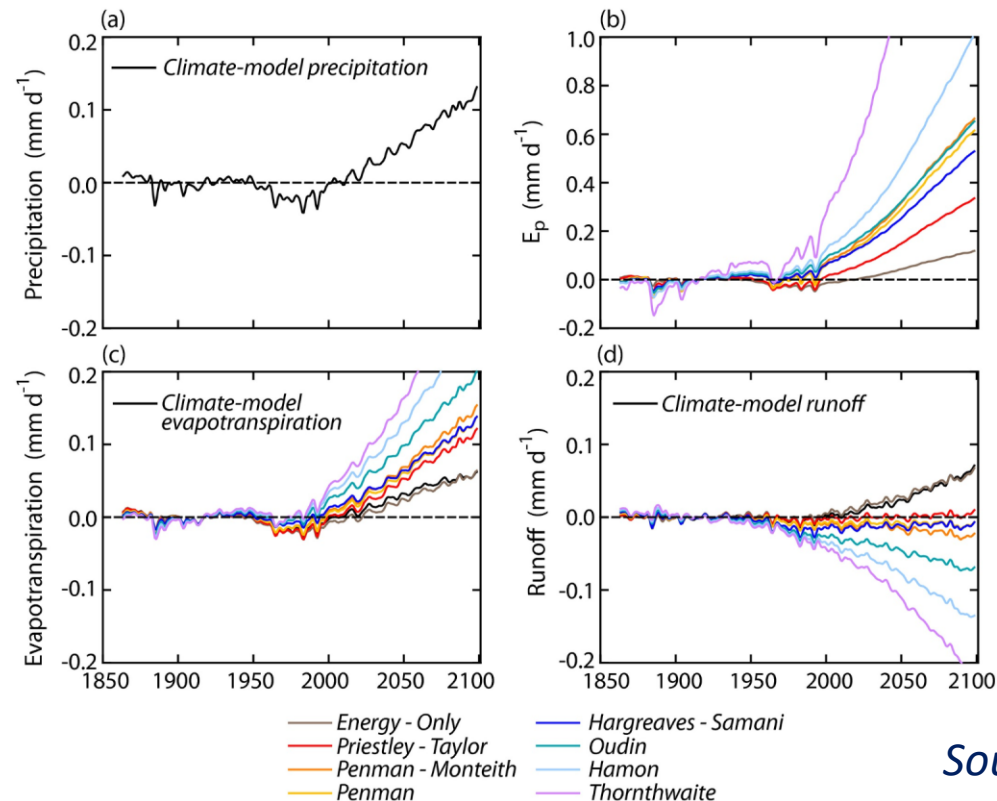 (a)
0.2
0.1
0.0
-0.1
-0.2
Precipitation (mm d⁻¹)
Climate-model precipitation
(b)
1.0
0.8
0.6
0.4
0.2
0.0
-0.2
Eₚ (mm d⁻¹)
(c)
0.2
0.1
0.0
-0.1
-0.2
Evapotranspiration (mm d⁻¹)
Climate-model
evapotranspiration
1850 1900 1950 2000 2050 2100
(d)
0.2
0.1
0.0
-0.1
-0.2
Runoff (mm d⁻¹)
Climate-model runoff
1850 1900 1950 2000 2050 2100
Energy - Only
Priestley - Taylor
Penman - Monteith
Penman
Hargreaves - Samani
Oudin
Hamon
Thornthwaite
Sou